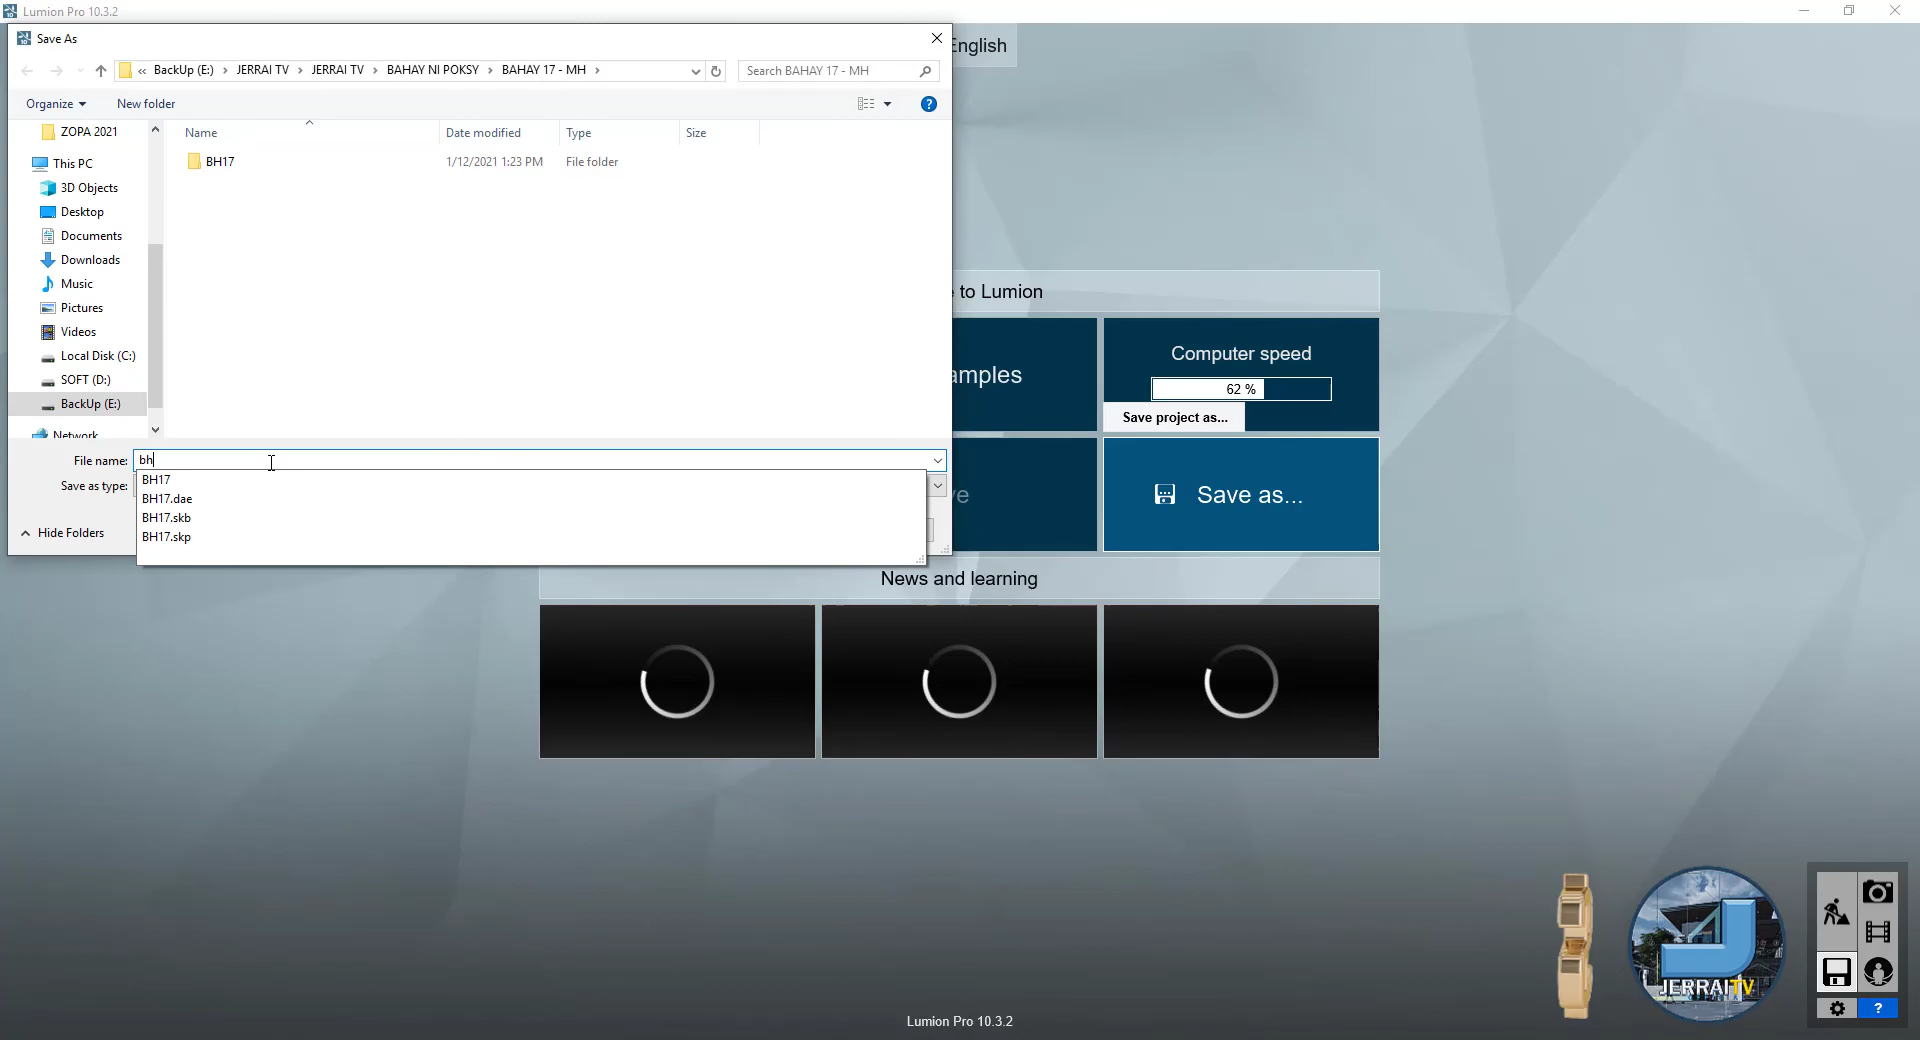 Lumion Pro 10.3.2
Save As
English
« BackUp (E:) › JERRAI TV › JERRAI TV › BAHAY NI POKSY › BAHAY 17 - MH ›
Search BAHAY 17 - MH
Organize
New folder
?
ZOPA 2021
Name
Date modified
Type
Size
This PC
BH17
1/12/2021 1:23 PM
File folder
3D Objects
Desktop
Documents
Downloads
Music
Pictures
Videos
Local Disk (C:)
SOFT (D:)
BackUp (E:)
Network
to Lumion
amples
Computer speed
62 %
Save project as...
File name:
bh
Save as type:
BH17
BH17.dae
BH17.skb
BH17.skp
Hide Folders
Save as...
News and learning
JERRAI TV
?
Lumion Pro 10.3.2